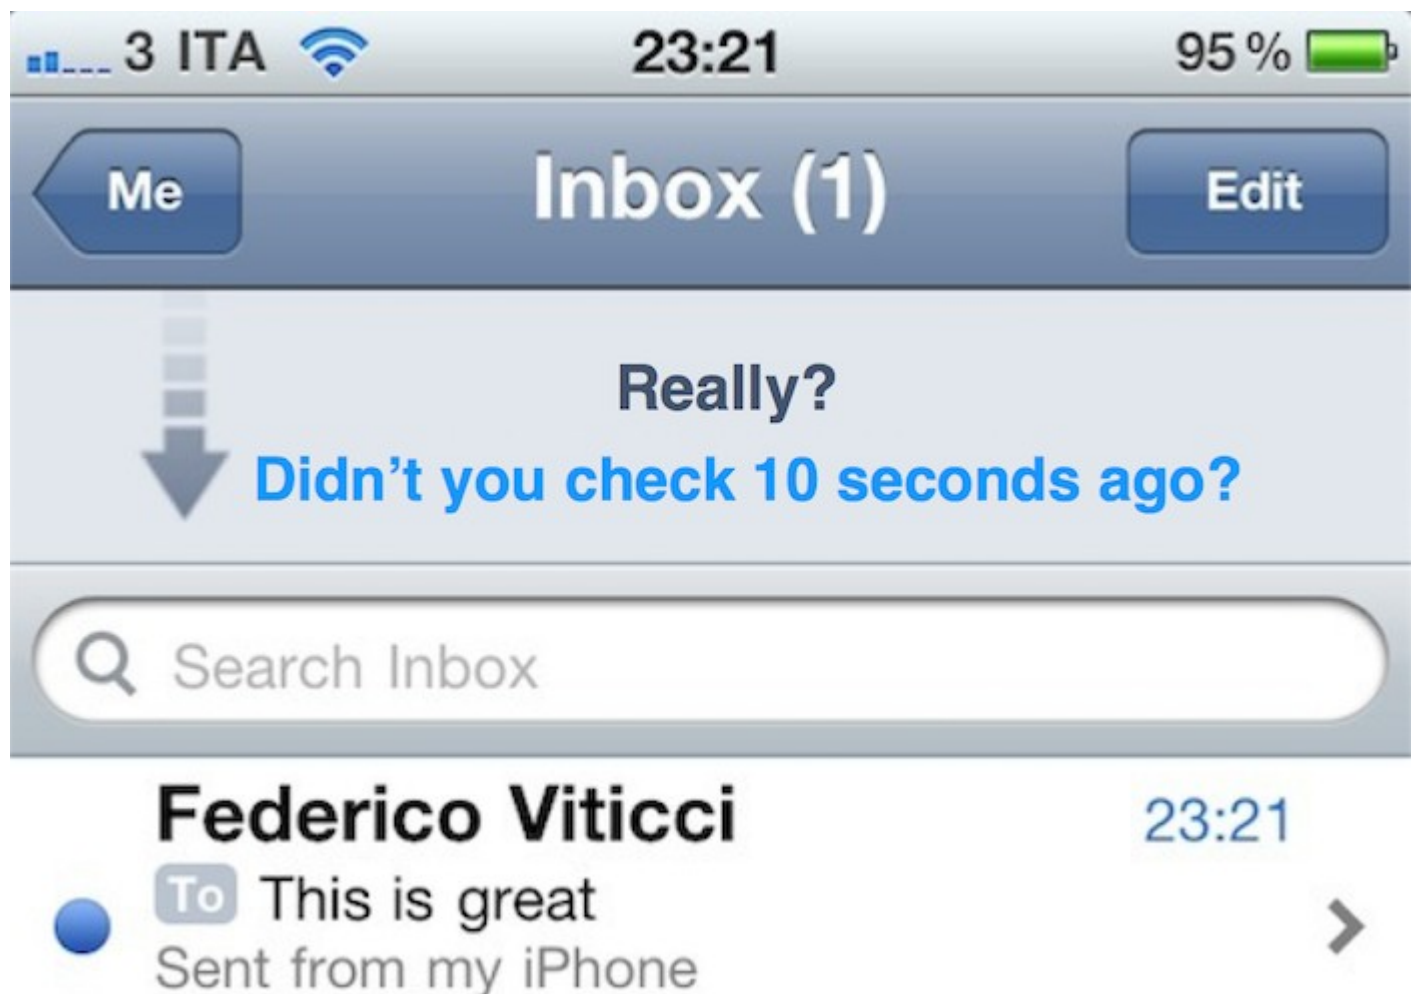 3 ITA 23:21 95 %
Me Inbox (1) Edit
Really?
Didn’t you check 10 seconds ago?
Search Inbox
Federico Viticci 23:21
To This is great
Sent from my iPhone